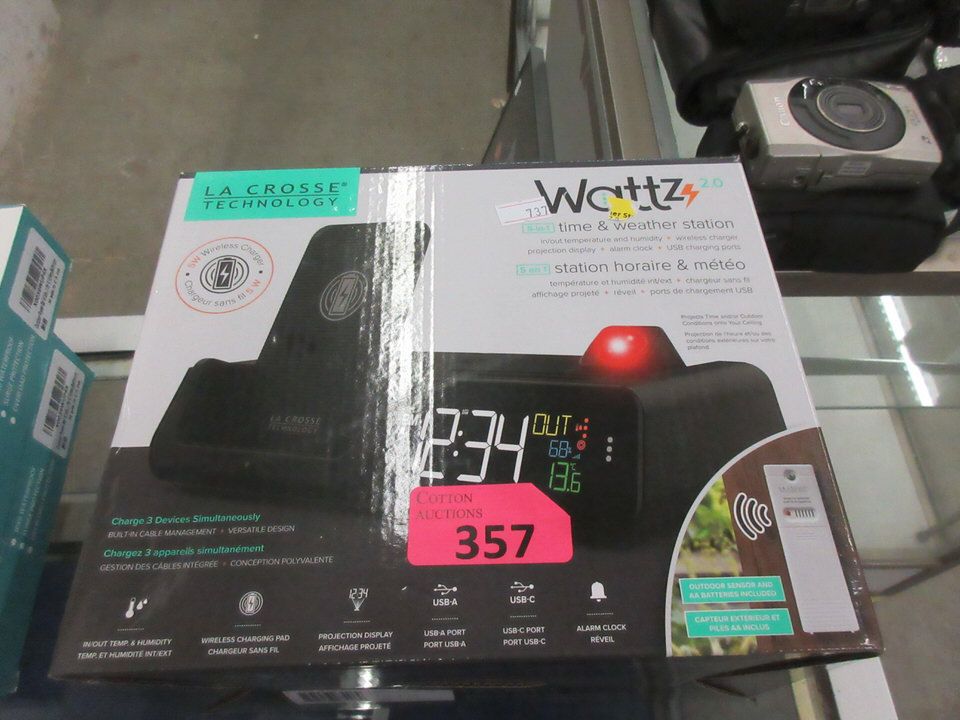 LA CROSSE®
TECHNOLOGY
5W Wireless Charger
Chargeur sans fil 5 W
Wattz 2.0
737
5-in-1 time & weather station
in/out temperature and humidity • wireless charger
projection display • alarm clock • USB charging ports
5 en 1 station horaire & météo
température et humidité int/ext • chargeur sans fil
affichage projeté • réveil • ports de chargement USB
Projects Time and/or Outdoor
Conditions onto Your Ceiling
Projection de l'heure et/ou des
conditions extérieures sur votre
plafond.
LA CROSSE
TECHNOLOGY
12:34
OUT
68%
13.6
COTTON
AUCTIONS
357
Charge 3 Devices Simultaneously
BUILT-IN CABLE MANAGEMENT • VERSATILE DESIGN
Chargez 3 appareils simultanément
GESTION DES CÂBLES INTÉGRÉE • CONCEPTION POLYVALENTE
IN/OUT TEMP. & HUMIDITY
TEMP. ET HUMIDITÉ INT/EXT
WIRELESS CHARGING PAD
CHARGEUR SANS FIL
12:34
PROJECTION DISPLAY
AFFICHAGE PROJETÉ
USB-A
USB-A PORT
PORT USB-A
USB-C
USB-C PORT
PORT USB-C
ALARM CLOCK
RÉVEIL
OUTDOOR SENSOR AND
AA BATTERIES INCLUDED
CAPTEUR EXTÉRIEUR ET
PILES AA INCLUS
Canon